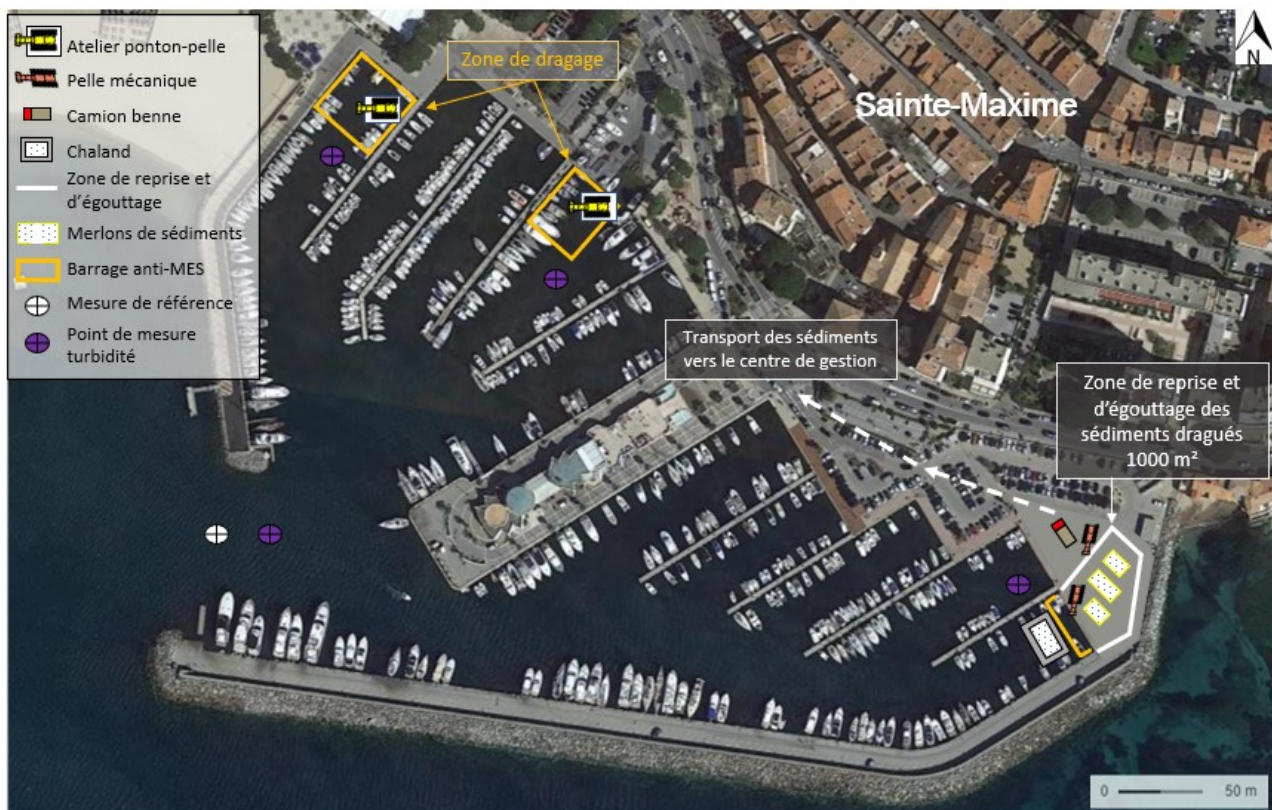 Atelier ponton-pelle
Pelle mécanique
Camion benne
Chaland
Zone de reprise et
d'égouttage
Merlons de sédiments
Barrage anti-MES
Mesure de référence
Point de mesure
turbidité
Zone de dragage
Sainte-Maxime
N
Transport des sédiments
vers le centre de gestion
Zone de reprise et
d'égouttage des
sédiments dragués
1000 m²
0 50 m